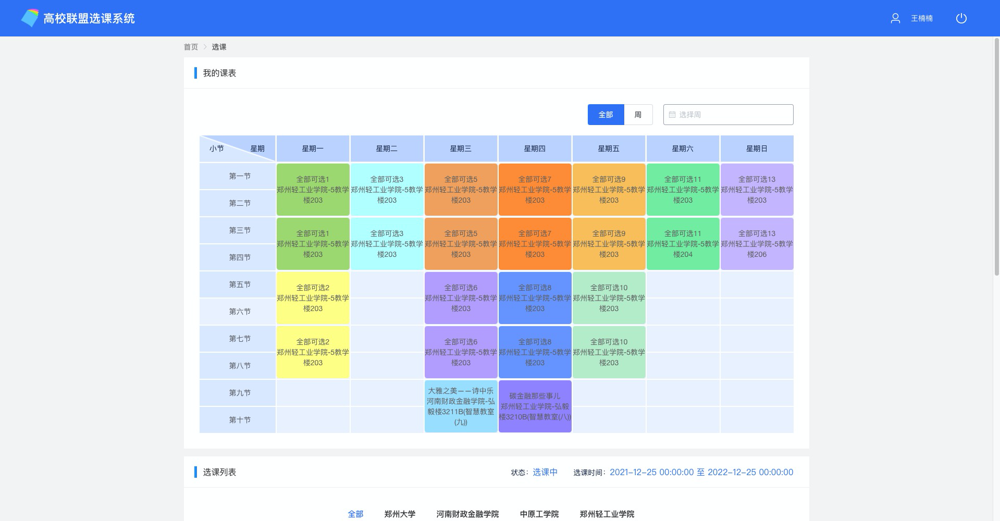 高校联盟选课系统
王楠楠
首页 > 选课
我的课表
全部 周 选择周
小节 星期 星期一 星期二 星期三 星期四 星期五 星期六 星期日
第一节
第二节
全部可选1
郑州轻工业学院-5教学
楼203
全部可选3
郑州轻工业学院-5教学
楼203
全部可选5
郑州轻工业学院-5教学
楼203
全部可选7
郑州轻工业学院-5教学
楼203
全部可选9
郑州轻工业学院-5教学
楼203
全部可选11
郑州轻工业学院-5教学
楼203
全部可选13
郑州轻工业学院-5教学
楼203
第三节
第四节
全部可选1
郑州轻工业学院-5教学
楼203
全部可选3
郑州轻工业学院-5教学
楼203
全部可选5
郑州轻工业学院-5教学
楼203
全部可选7
郑州轻工业学院-5教学
楼203
全部可选9
郑州轻工业学院-5教学
楼203
全部可选11
郑州轻工业学院-5教学
楼204
全部可选13
郑州轻工业学院-5教学
楼206
第五节
第六节
全部可选2
郑州轻工业学院-5教学
楼203
全部可选6
郑州轻工业学院-5教学
楼203
全部可选8
郑州轻工业学院-5教学
楼203
全部可选10
郑州轻工业学院-5教学
楼203
第七节
第八节
全部可选2
郑州轻工业学院-5教学
楼203
全部可选6
郑州轻工业学院-5教学
楼203
全部可选8
郑州轻工业学院-5教学
楼203
全部可选10
郑州轻工业学院-5教学
楼203
第九节
第十节
大雅之美——诗中乐
河南财政金融学院-弘
毅楼3211B(智慧教室
(九))
碳金融那些事儿
郑州轻工业学院-弘毅
楼3210B(智慧教室(八))
选课列表
状态：选课中 选课时间：2021-12-25 00:00:00 至 2022-12-25 00:00:00
全部 郑州大学 河南财政金融学院 中原工学院 郑州轻工业学院